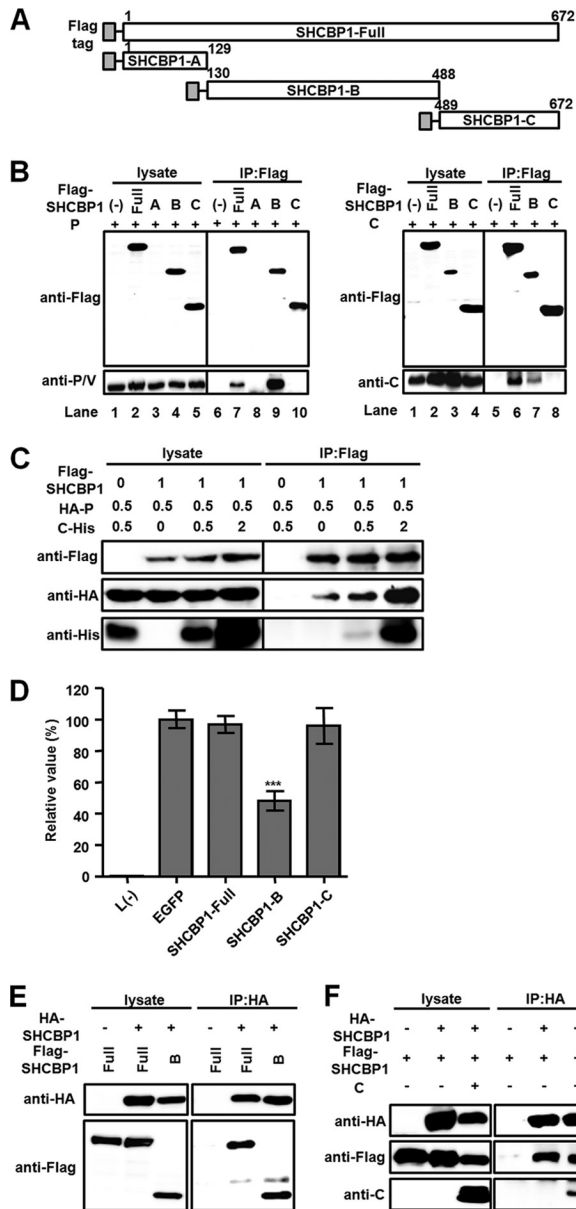 A
Flag tag
1 672
SHCBP1-Full
1 129
SHCBP1-A
130 488
SHCBP1-B
489 672
SHCBP1-C
B
lysate IP:Flag
Flag-SHCBP1 (-) Full A B C (-) Full A B C
P + + + + + + + + + +
anti-Flag
anti-P/V
Lane 1 2 3 4 5 6 7 8 9 10
lysate IP:Flag
Flag-SHCBP1 (-) Full B C (-) Full B C
C + + + + + + + +
anti-Flag
anti-C
Lane 1 2 3 4 5 6 7 8
C
lysate IP:Flag
Flag-SHCBP1 0 1 1 1 0 1 1 1
HA-P 0.5 0.5 0.5 0.5 0.5 0.5 0.5 0.5
C-His 0.5 0 0.5 2 0.5 0 0.5 2
anti-Flag
anti-HA
anti-His
D
Relative value (%)
120
100
80
60
40
20
0
***
L(-) EGFP SHCBP1-Full SHCBP1-B SHCBP1-C
E
lysate IP:HA
HA-SHCBP1 - + + - + +
Flag-SHCBP1 Full Full B Full Full B
anti-HA
anti-Flag
F
lysate IP:HA
HA-SHCBP1 - + + - +
Flag-SHCBP1 + + + + +
C - - + - -
anti-HA
anti-Flag
anti-C